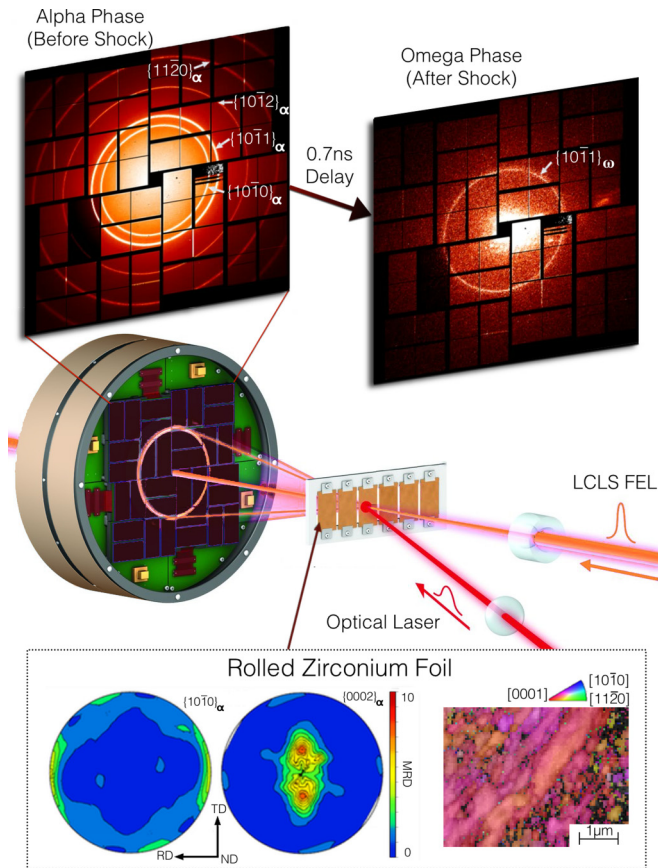 Alpha Phase
(Before Shock)
{112̄0}α
{101̄2}α
{101̄1}α
{101̄0}α
0.7ns
Delay
Omega Phase
(After Shock)
{101̄1}ω
LCLS FEL
Optical Laser
Rolled Zirconium Foil
{101̄0}α
{0002}α
10
MRD
0
TD
RD
ND
[0001]
[101̄0]
[112̄0]
1μm